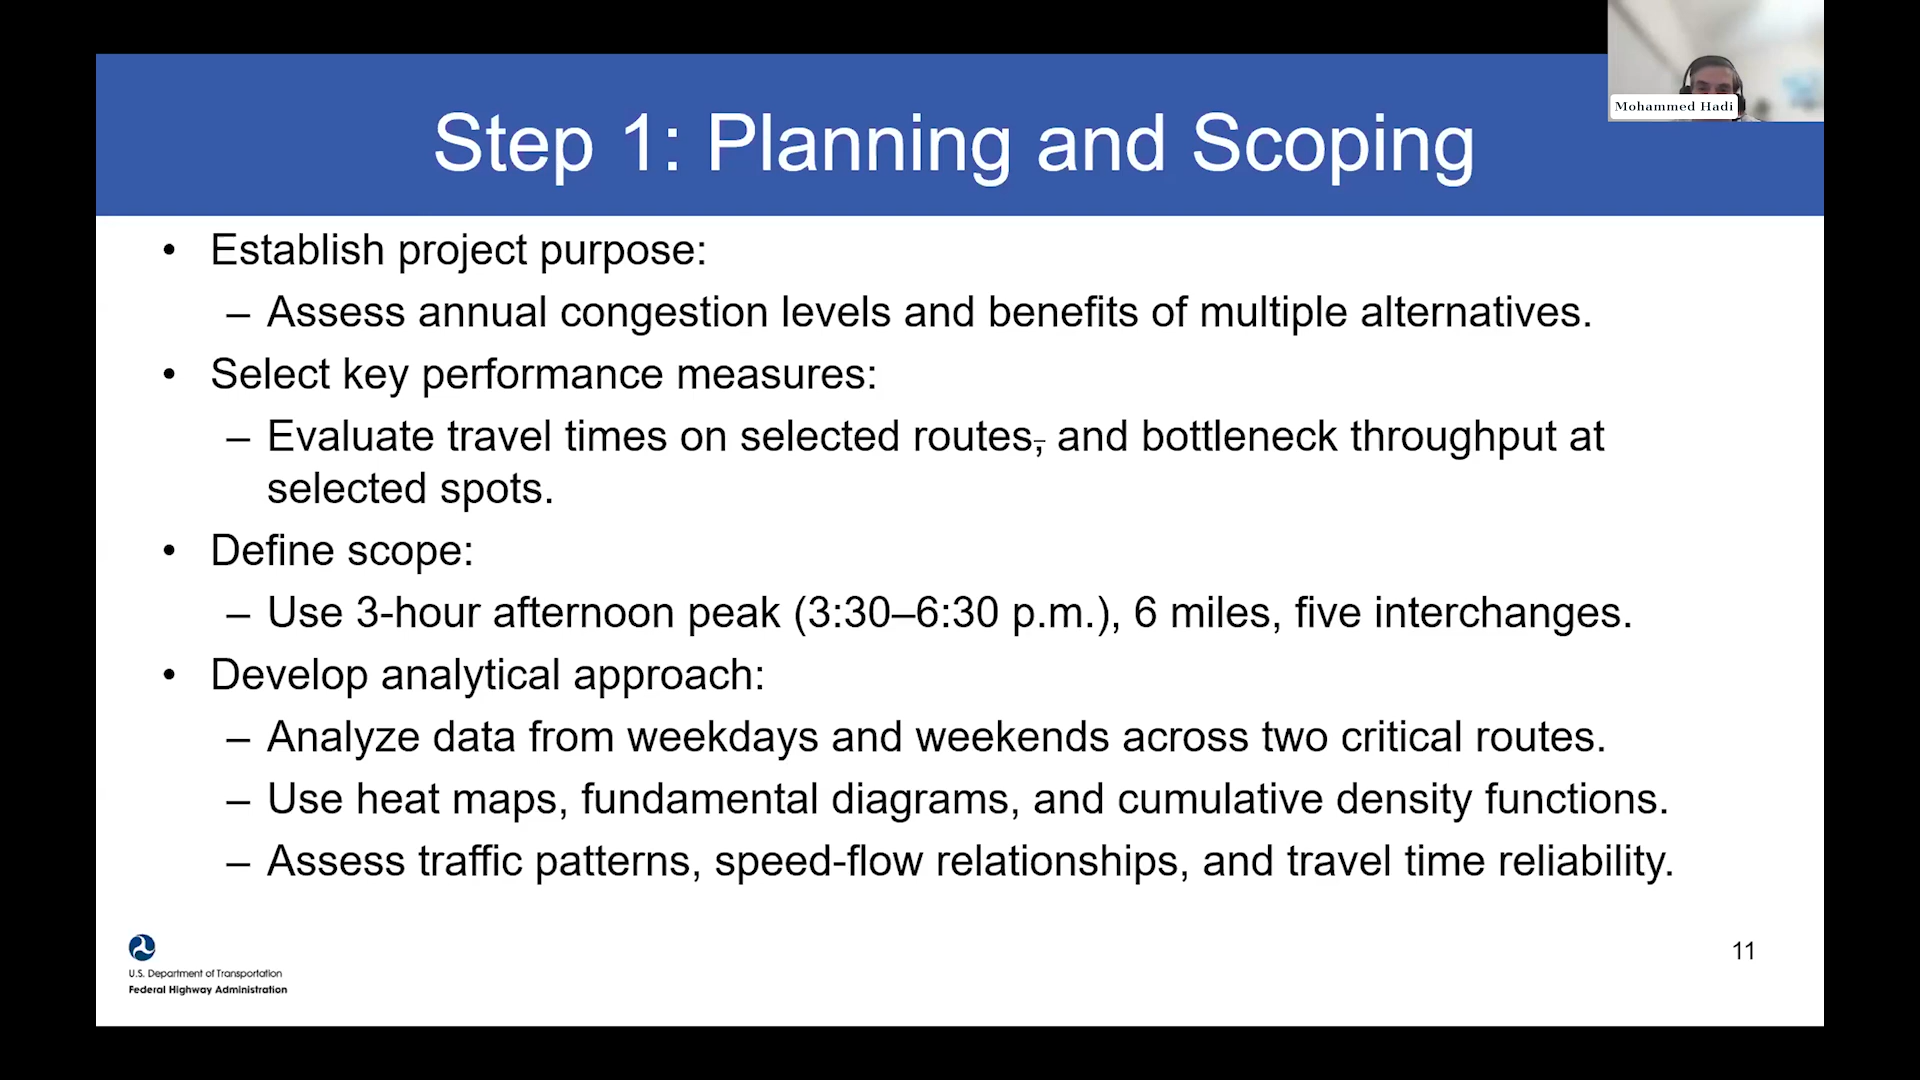 Mohammed Hadi
Step 1: Planning and Scoping
• Establish project purpose:
– Assess annual congestion levels and benefits of multiple alternatives.
• Select key performance measures:
– Evaluate travel times on selected routes, and bottleneck throughput at
selected spots.
• Define scope:
– Use 3-hour afternoon peak (3:30–6:30 p.m.), 6 miles, five interchanges.
• Develop analytical approach:
– Analyze data from weekdays and weekends across two critical routes.
– Use heat maps, fundamental diagrams, and cumulative density functions.
– Assess traffic patterns, speed-flow relationships, and travel time reliability.
U.S. Department of Transportation
Federal Highway Administration
11